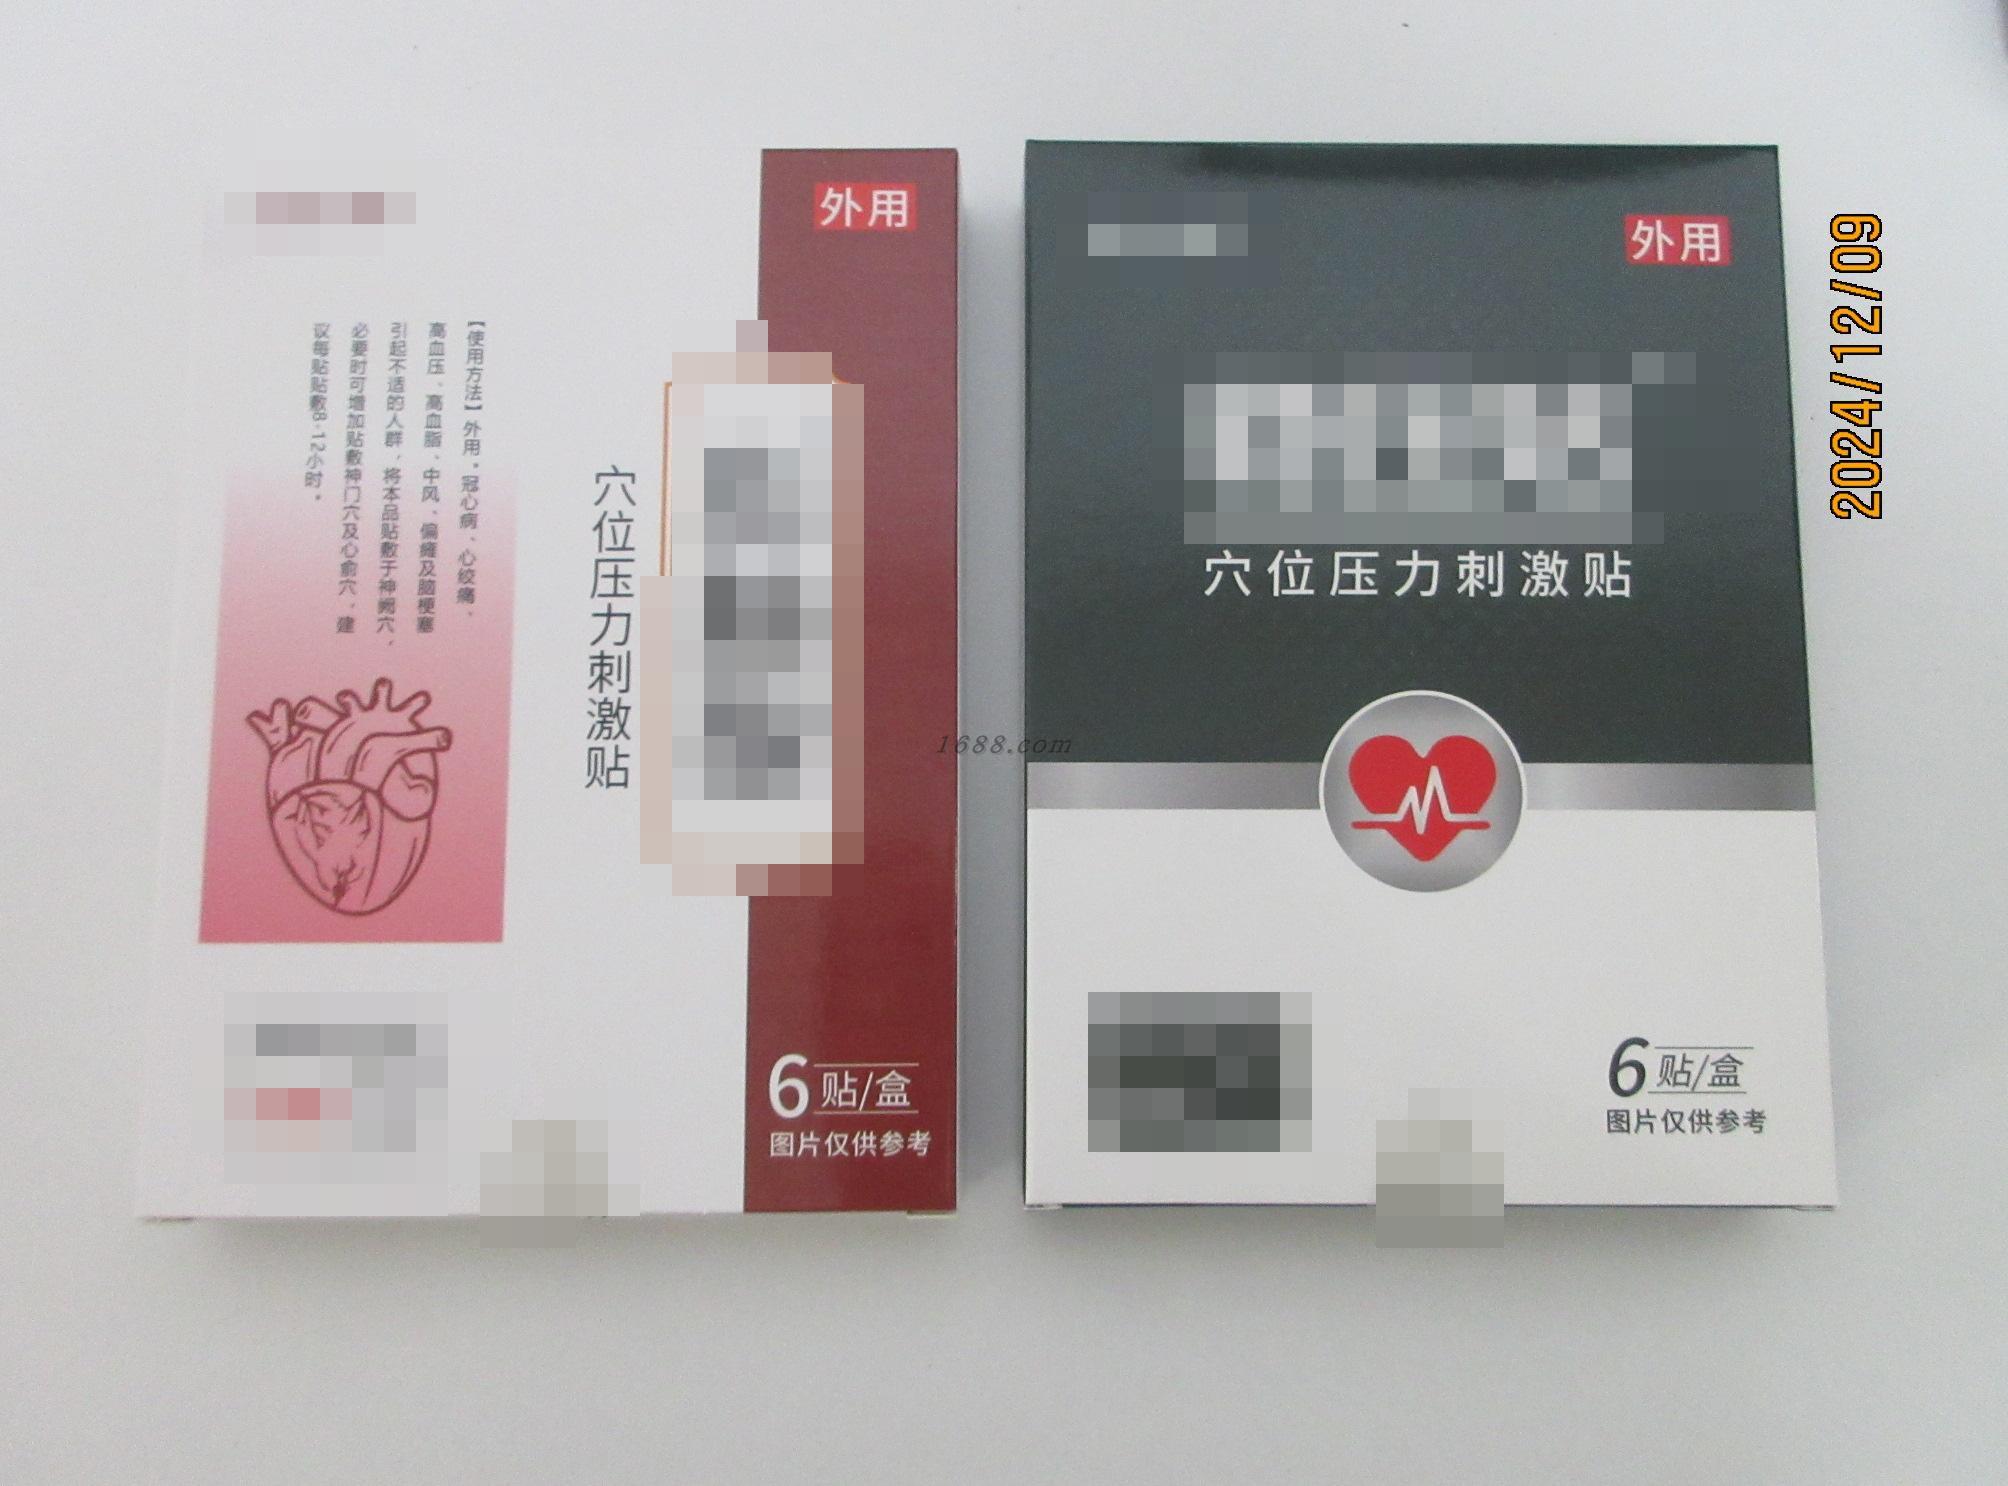 外用
【使用方法】外用。冠心病、心绞痛、
高血压、高血脂、中风、偏瘫及脑梗塞
引起不适的人群，将本品贴敷于神阙穴，
必要时可增加贴敷神门穴及心俞穴，建
议每贴贴敷8-12小时。
穴位压力刺激贴
6贴/盒
图片仅供参考
外用
穴位压力刺激贴
6贴/盒
图片仅供参考
1688.com
2024/12/09